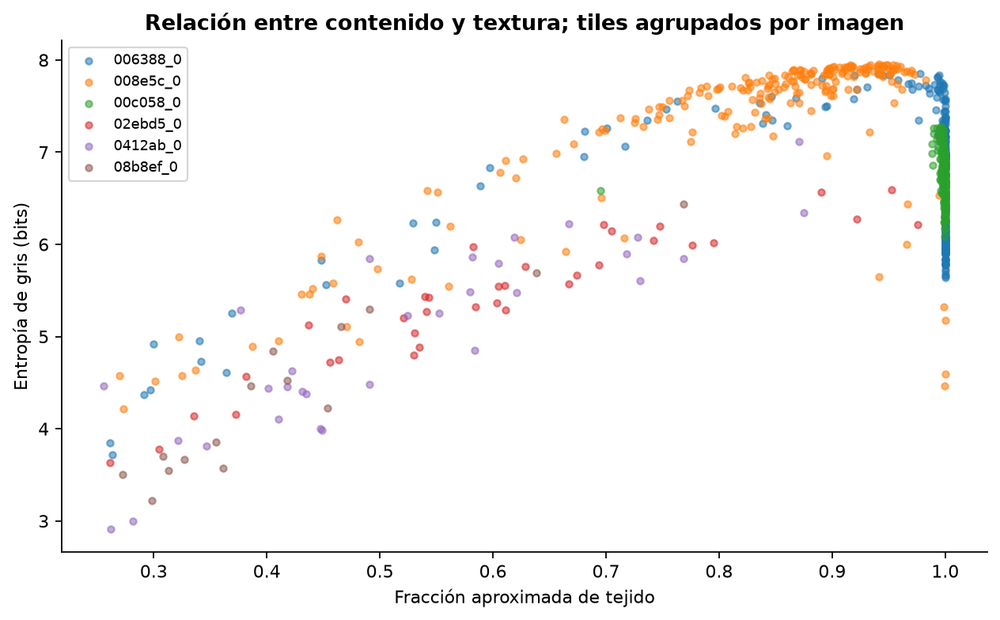 Relación entre contenido y textura; tiles agrupados por imagen
006388_0
008e5c_0
00c058_0
02ebd5_0
0412ab_0
08b8ef_0
Entropía de gris (bits)
8
7
6
5
4
3
0.3 0.4 0.5 0.6 0.7 0.8 0.9 1.0
Fracción aproximada de tejido